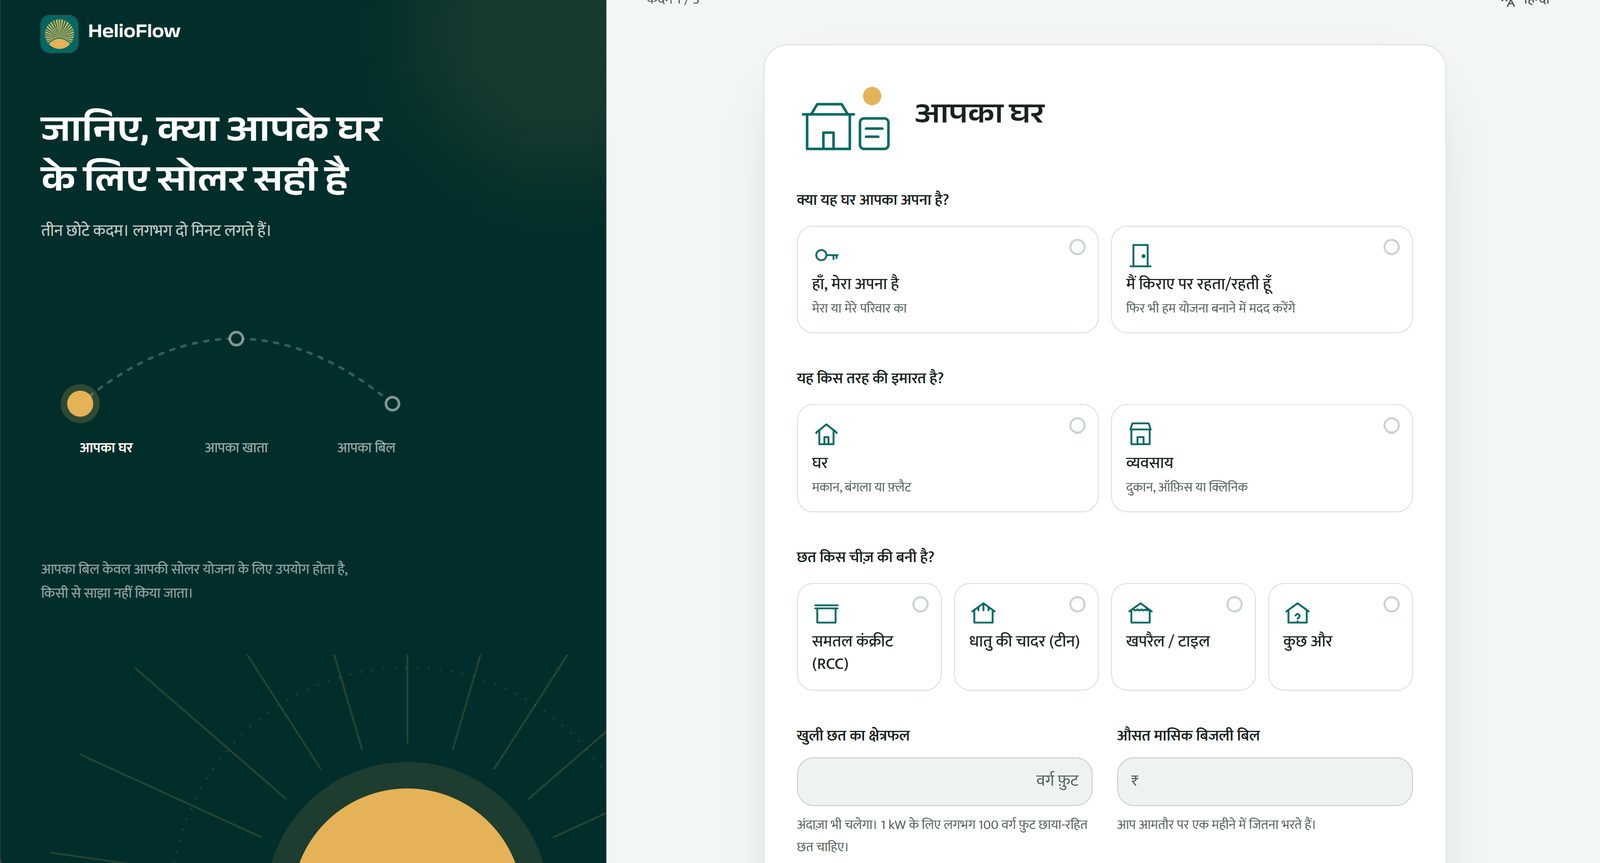 HelioFlow
जानिए, क्या आपके घर
के लिए सोलर सही है
तीन छोटे कदम। लगभग दो मिनट लगते हैं।
आपका घर
आपका खाता
आपका बिल
आपका बिल केवल आपकी सोलर योजना के लिए उपयोग होता है,
किसी से साझा नहीं किया जाता।
आपका घर
क्या यह घर आपका अपना है?
हाँ, मेरा अपना है
मेरा या मेरे परिवार का
मैं किराए पर रहता/रहती हूँ
फिर भी हम योजना बनाने में मदद करेंगे
यह किस तरह की इमारत है?
घर
मकान, बंगला या फ़्लैट
व्यवसाय
दुकान, ऑफ़िस या क्लिनिक
छत किस चीज़ की बनी है?
समतल कंक्रीट
(RCC)
धातु की चादर (टीन)
खपरैल / टाइल
कुछ और
खुली छत का क्षेत्रफल
वर्ग फ़ुट
अंदाज़ा भी चलेगा। 1 kW के लिए लगभग 100 वर्ग फ़ुट छाया-रहित
छत चाहिए।
औसत मासिक बिजली बिल
₹
आप आमतौर पर एक महीने में जितना भरते हैं।